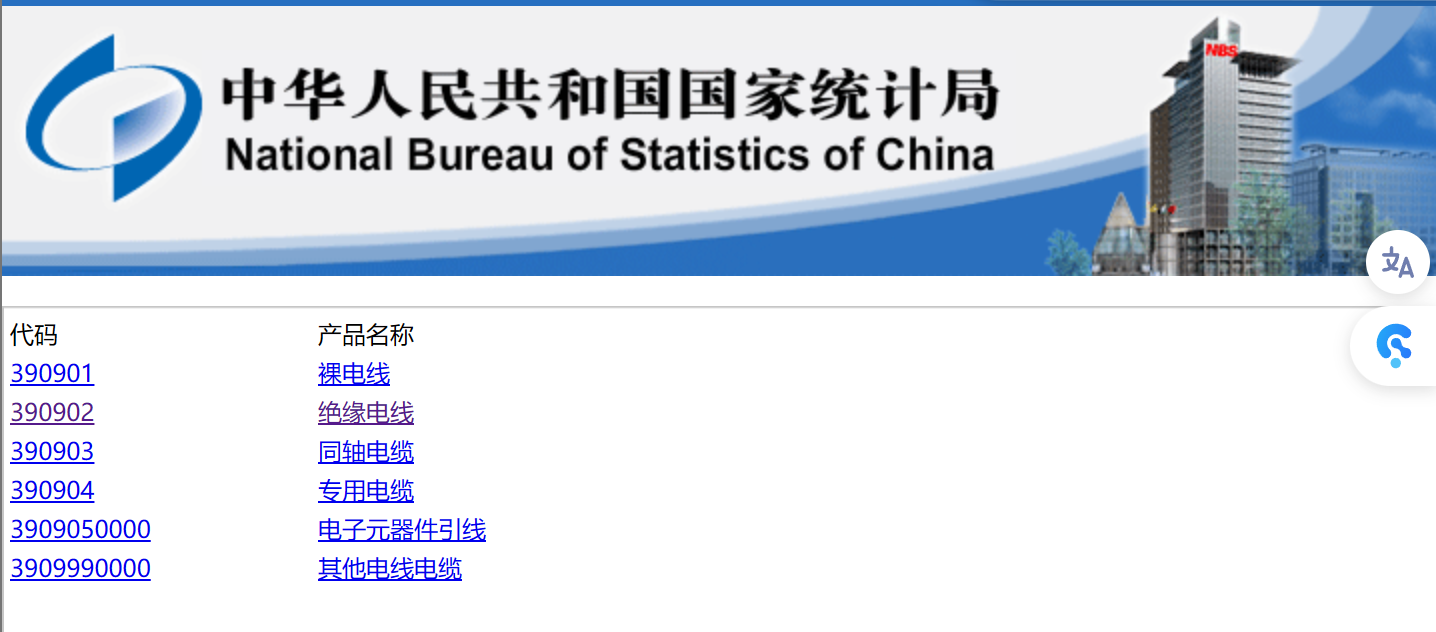 中华人民共和国国家统计局
National Bureau of Statistics of China
NBS
文A
代码 产品名称
390901 裸电线
390902 绝缘电线
390903 同轴电缆
390904 专用电缆
3909050000 电子元器件引线
3909990000 其他电线电缆